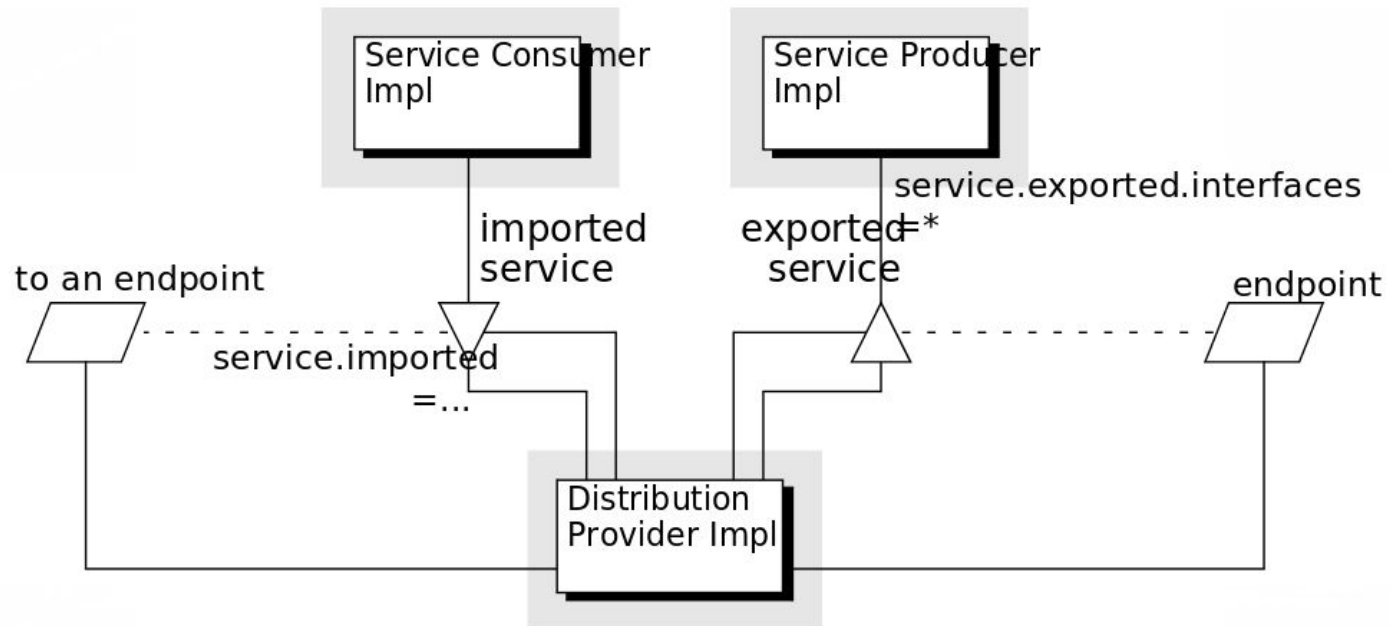 Service Consumer
Impl
Service Producer
Impl
service.exported.interfaces
=*
imported
service
exported
service
to an endpoint
endpoint
service.imported
=...
Distribution
Provider Impl